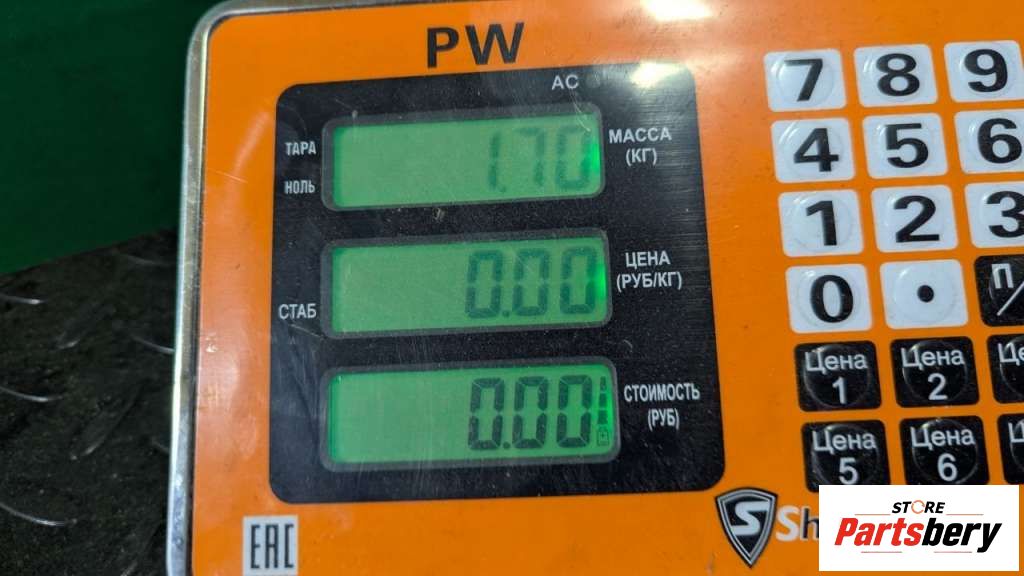 PW
AC
ТАРА
НОЛЬ
1.70
МАССА
(КГ)
0.00
ЦЕНА
(РУБ/КГ)
СТАБ
0.00
СТОИМОСТЬ
(РУБ)
7 8 9
4 5 6
1 2 3
0 . П/
Цена 1
Цена 2
Цена 5
Цена 6
EAC
S Sh
STORE
Partsbery